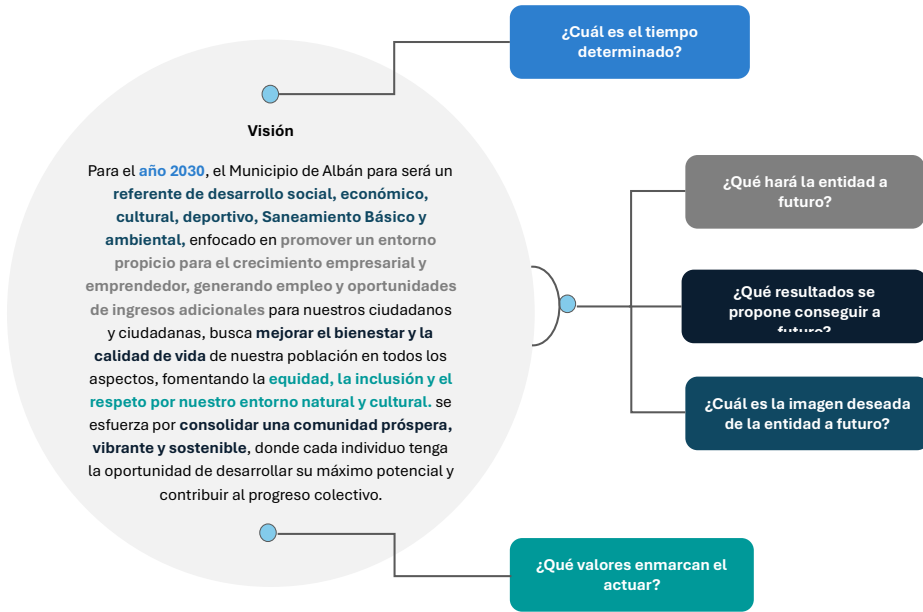 ¿Cuál es el tiempo
determinado?
Visión
Para el año 2030, el Municipio de Albán para será un
referente de desarrollo social, económico,
cultural, deportivo, Saneamiento Básico y
ambiental, enfocado en promover un entorno
propicio para el crecimiento empresarial y
emprendedor, generando empleo y oportunidades
de ingresos adicionales para nuestros ciudadanos
y ciudadanas, busca mejorar el bienestar y la
calidad de vida de nuestra población en todos los
aspectos, fomentando la equidad, la inclusión y el
respeto por nuestro entorno natural y cultural. se
esfuerza por consolidar una comunidad próspera,
vibrante y sostenible, donde cada individuo tenga
la oportunidad de desarrollar su máximo potencial y
contribuir al progreso colectivo.
¿Qué hará la entidad a
futuro?
¿Qué resultados se
propone conseguir a
futuro?
¿Cuál es la imagen deseada
de la entidad a futuro?
¿Qué valores enmarcan el
actuar?